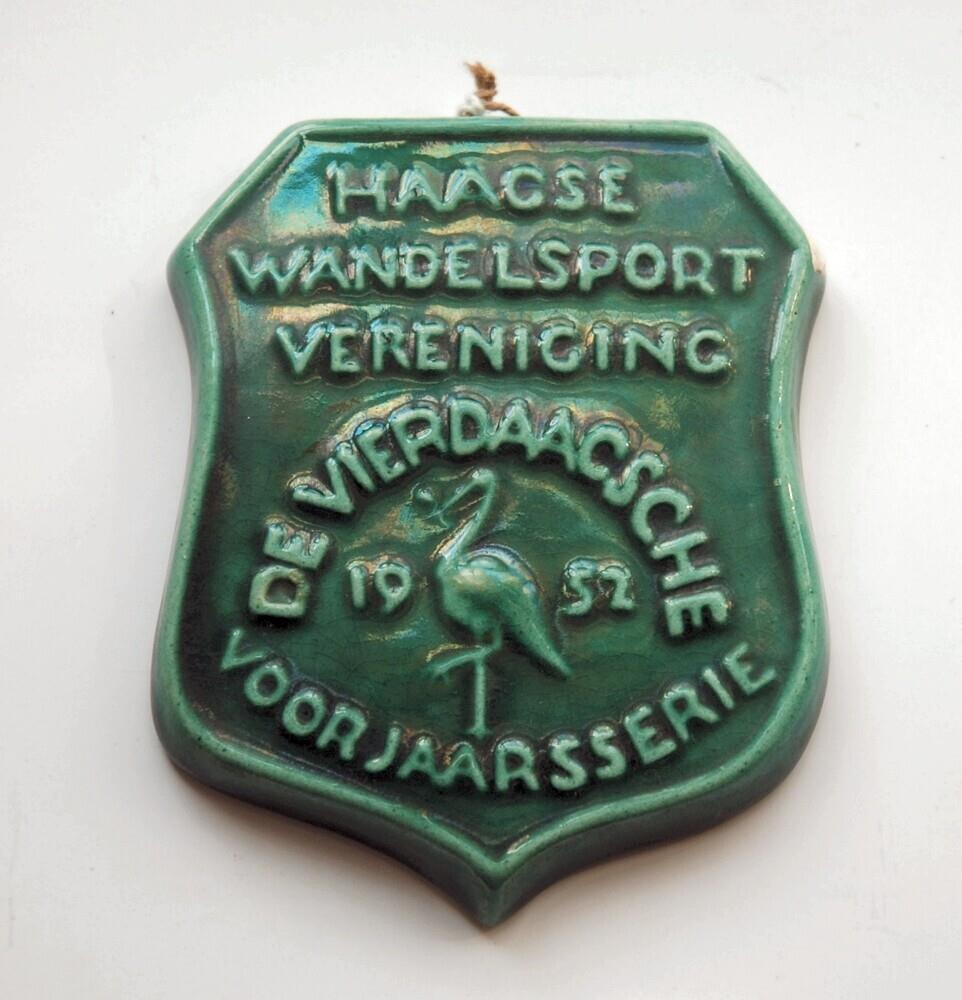 HAAGSE
WANDELSPORT
VERENIGING
DE VIERDAAGSCHE
19 52
VOORJAARSSERIE